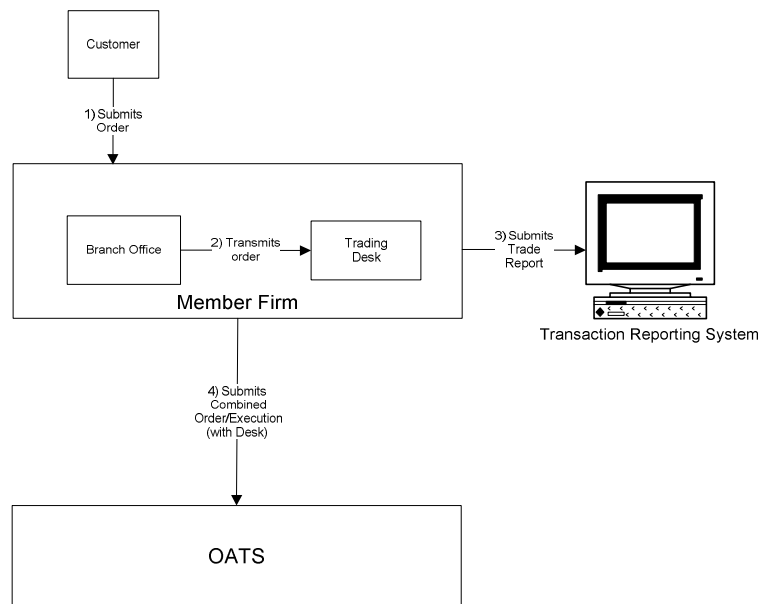 Customer
1) Submits
Order
Branch Office
2) Transmits
order
Trading
Desk
Member Firm
3) Submits
Trade
Report
Transaction Reporting System
4) Submits
Combined
Order/Execution
(with Desk)
OATS